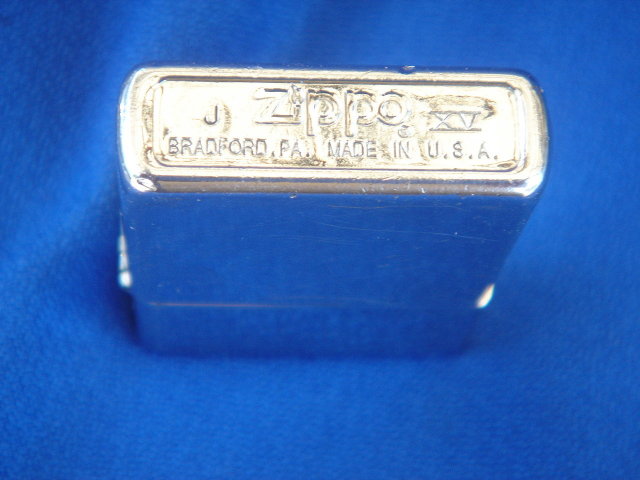 J Zippo XV
BRADFORD, PA. MADE IN U.S.A.